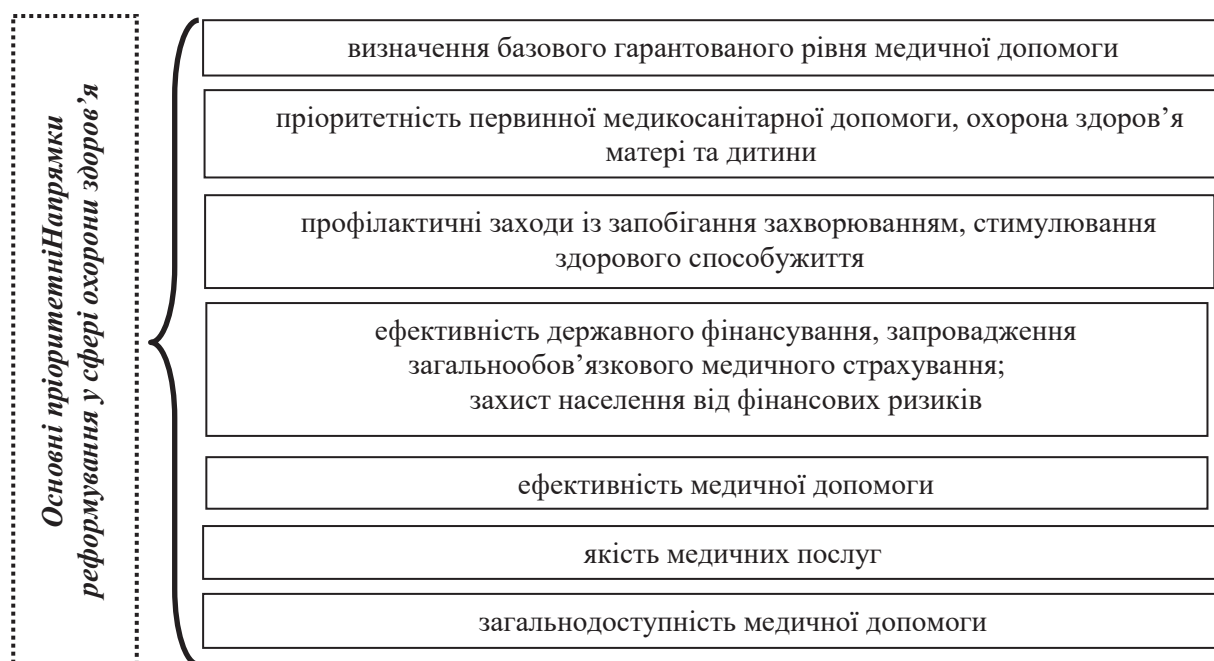 Основні пріоритетніНапрямки
реформування у сфері охорони здоров’я
визначення базового гарантованого рівня медичної допомоги
пріоритетність первинної медикосанітарної допомоги, охорона здоров’я
матері та дитини
профілактичні заходи із запобігання захворюванням, стимулювання
здорового способужиття
ефективність державного фінансування, запровадження
загальнообов’язкового медичного страхування;
захист населення від фінансових ризиків
ефективність медичної допомоги
якість медичних послуг
загальнодоступність медичної допомоги